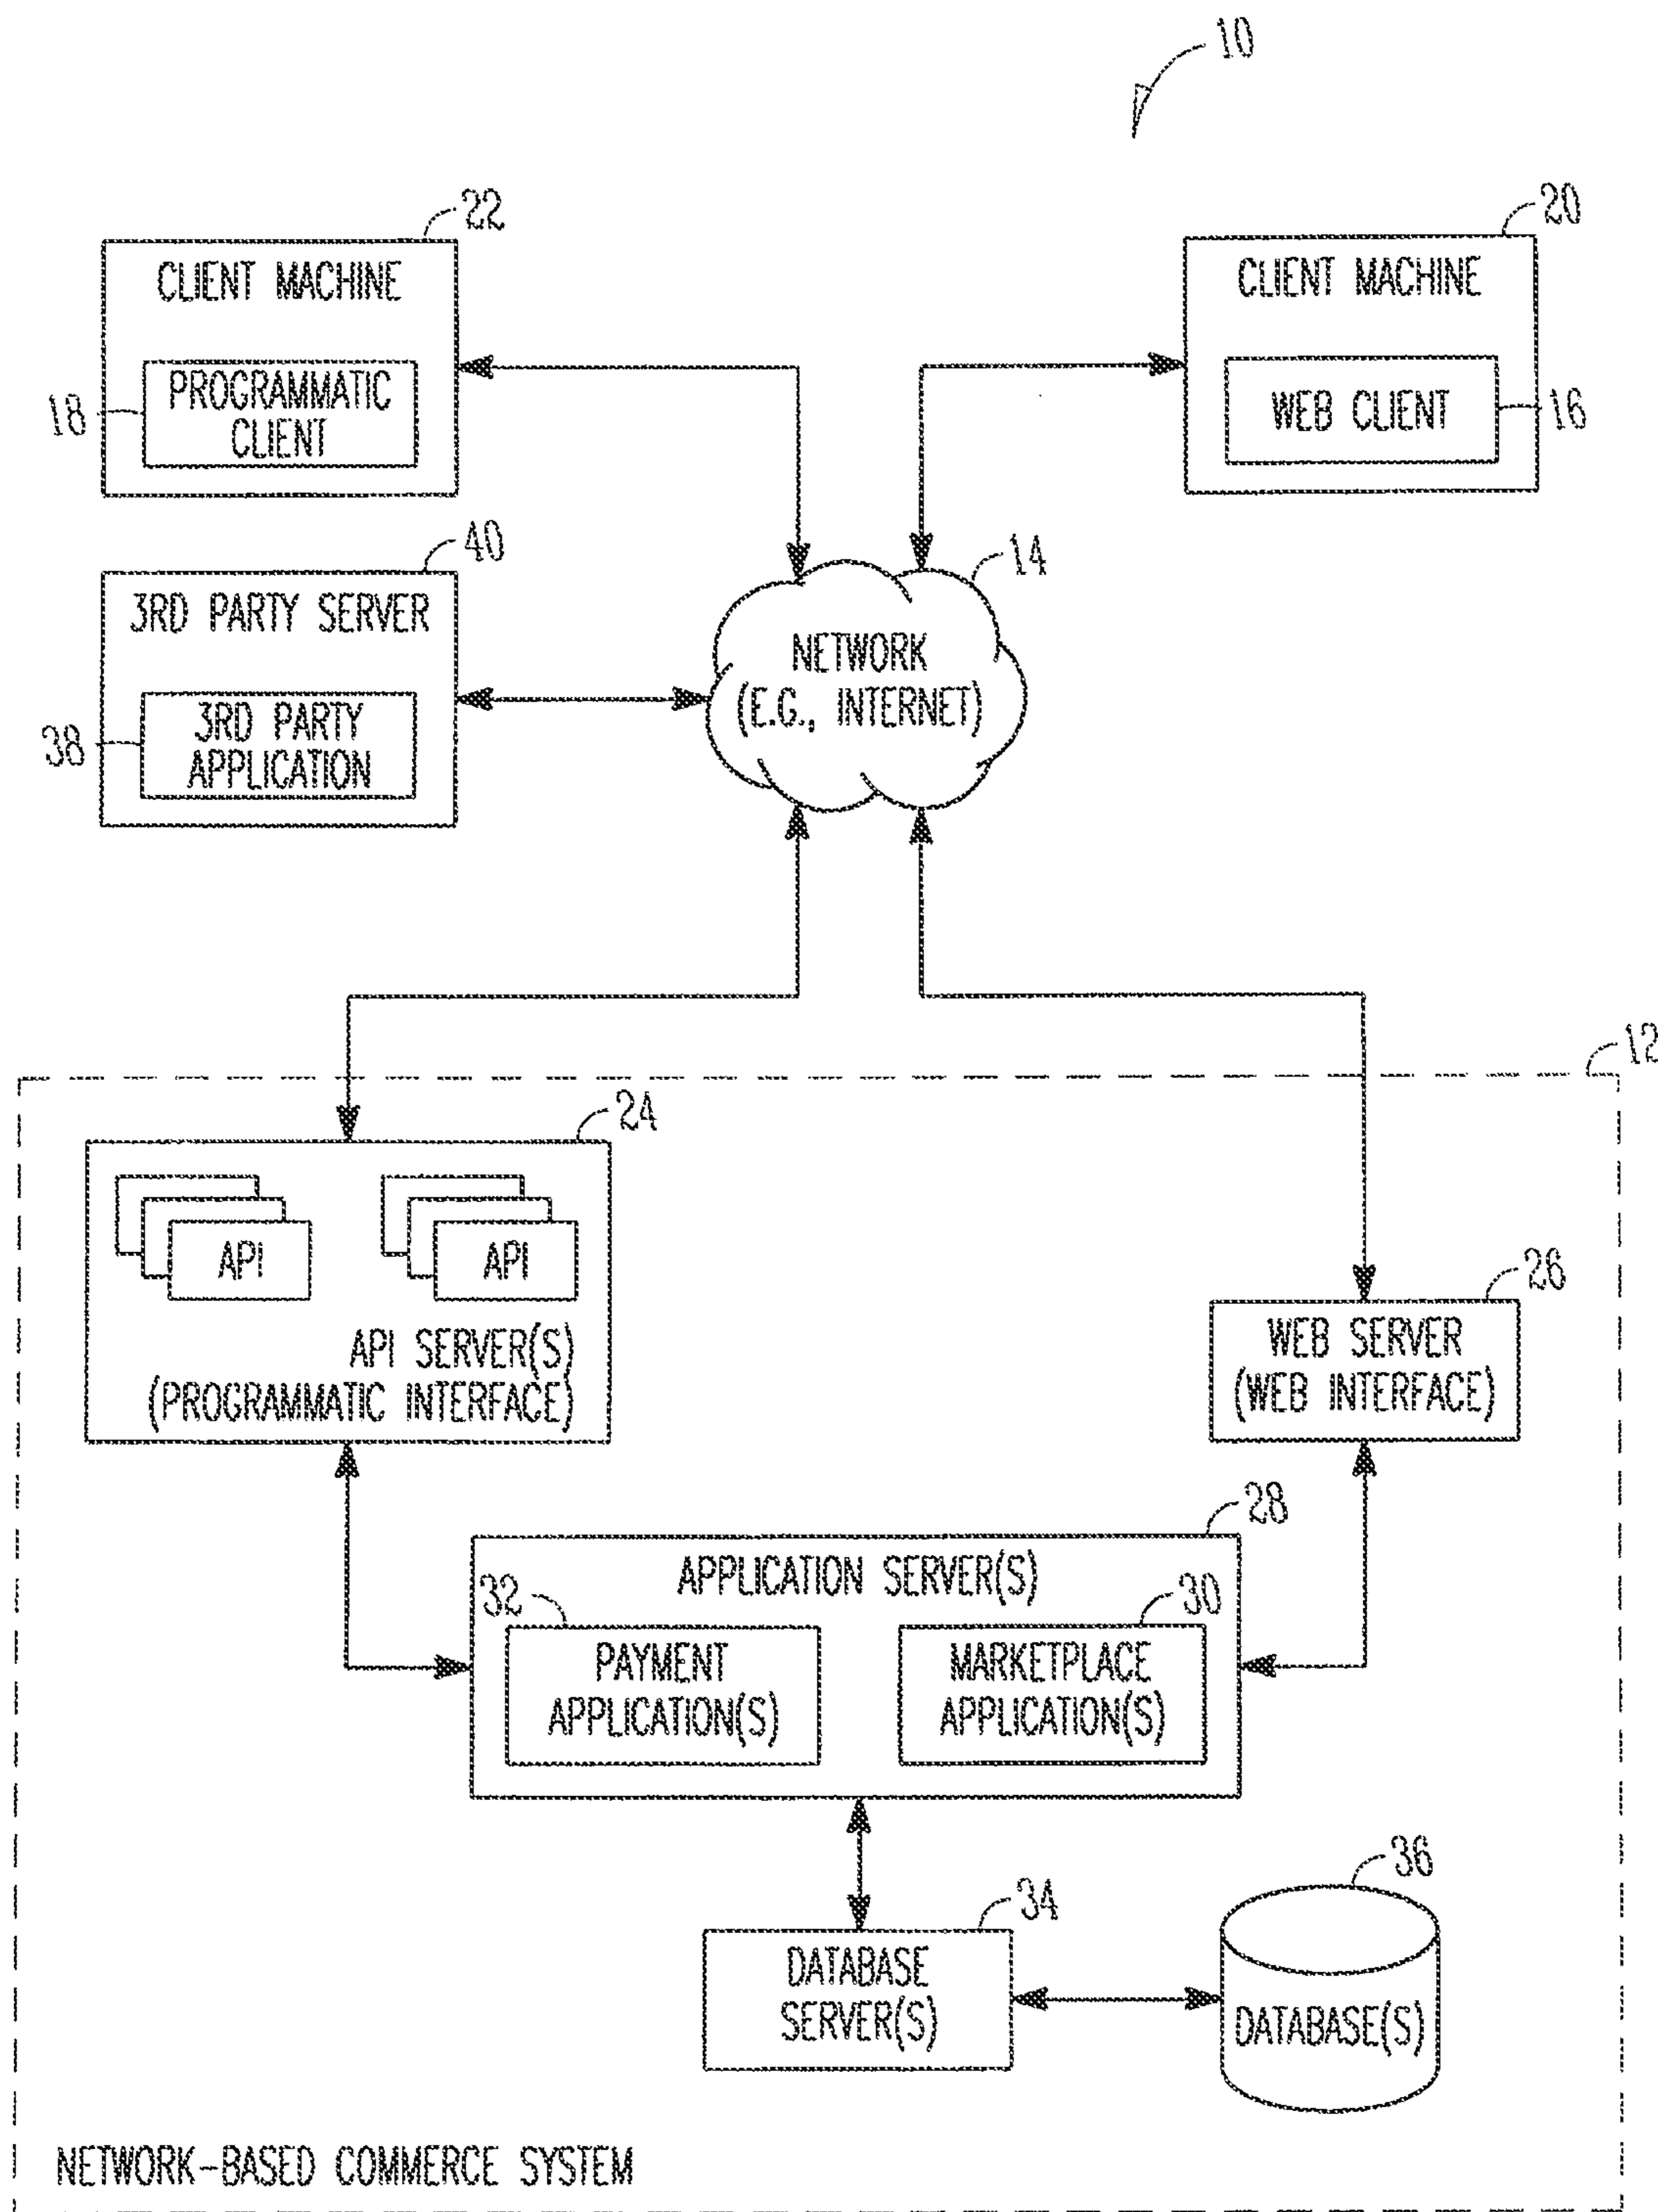 10
22
CLIENT MACHINE
18
PROGRAMMATIC
CLIENT
20
CLIENT MACHINE
WEB CLIENT
16
40
3RD PARTY SERVER
38
3RD PARTY
APPLICATION
14
NETWORK
(E.G., INTERNET)
12
24
API
API
API SERVER(S)
(PROGRAMMATIC INTERFACE)
26
WEB SERVER
(WEB INTERFACE)
28
APPLICATION SERVER(S)
32
PAYMENT
APPLICATION(S)
30
MARKETPLACE
APPLICATION(S)
34
DATABASE
SERVER(S)
36
DATABASE(S)
NETWORK-BASED COMMERCE SYSTEM